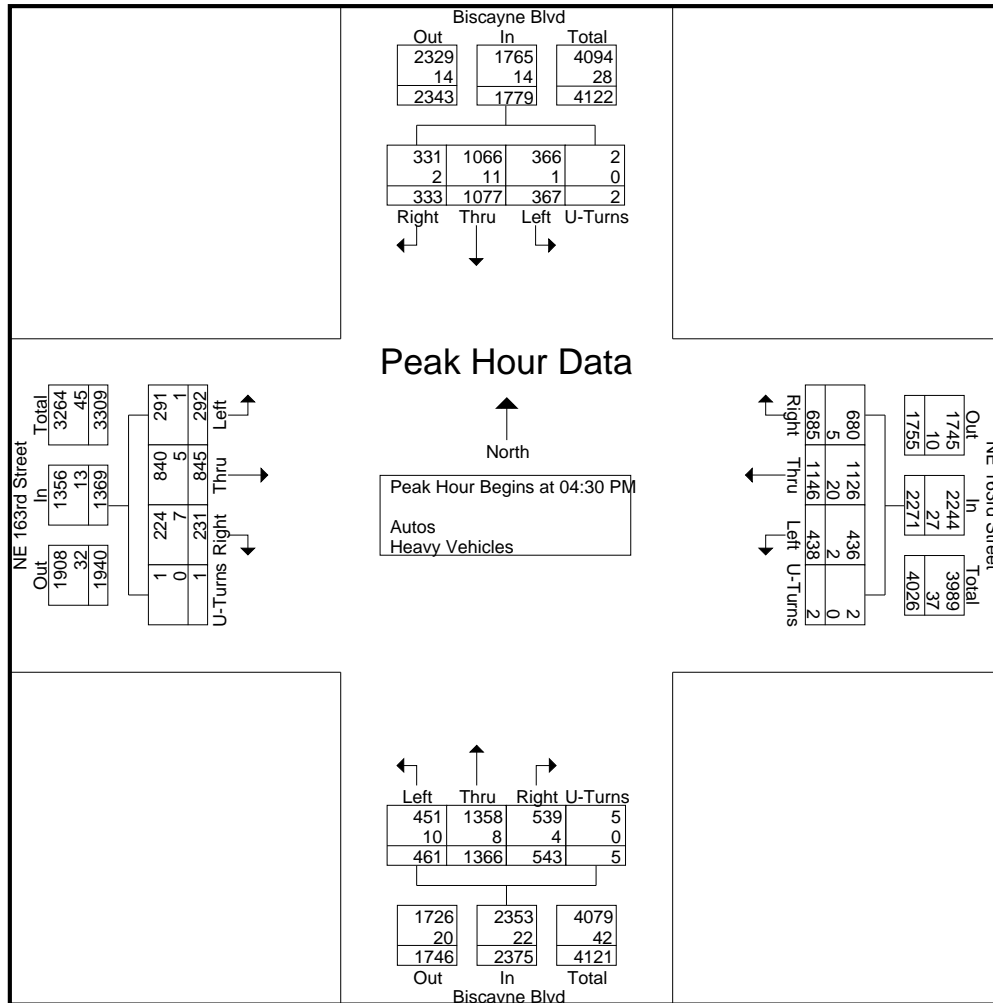 Biscayne Blvd
Out In Total
2329 1765 4094
14 14 28
2343 1779 4122
331 1066 366 2
2 11 1 0
333 1077 367 2
Right Thru Left U-Turns
Peak Hour Data
North
Peak Hour Begins at 04:30 PM
Autos
Heavy Vehicles
NE 163rd Street
Out In Total
1908 1356 3264
32 13 45
1940 1369 3309
1 224 840 291
0 7 5 1
1 231 845 292
U-Turns Right Thru Left
NE 163rd Street
Out In Total
1745 2244 3989
10 27 37
1755 2271 4026
680 1126 436 2
5 20 2 0
685 1146 438 2
Right Thru Left U-Turns
Left Thru Right U-Turns
451 1358 539 5
10 8 4 0
461 1366 543 5
1726 2353 4079
20 22 42
1746 2375 4121
Out In Total
Biscayne Blvd